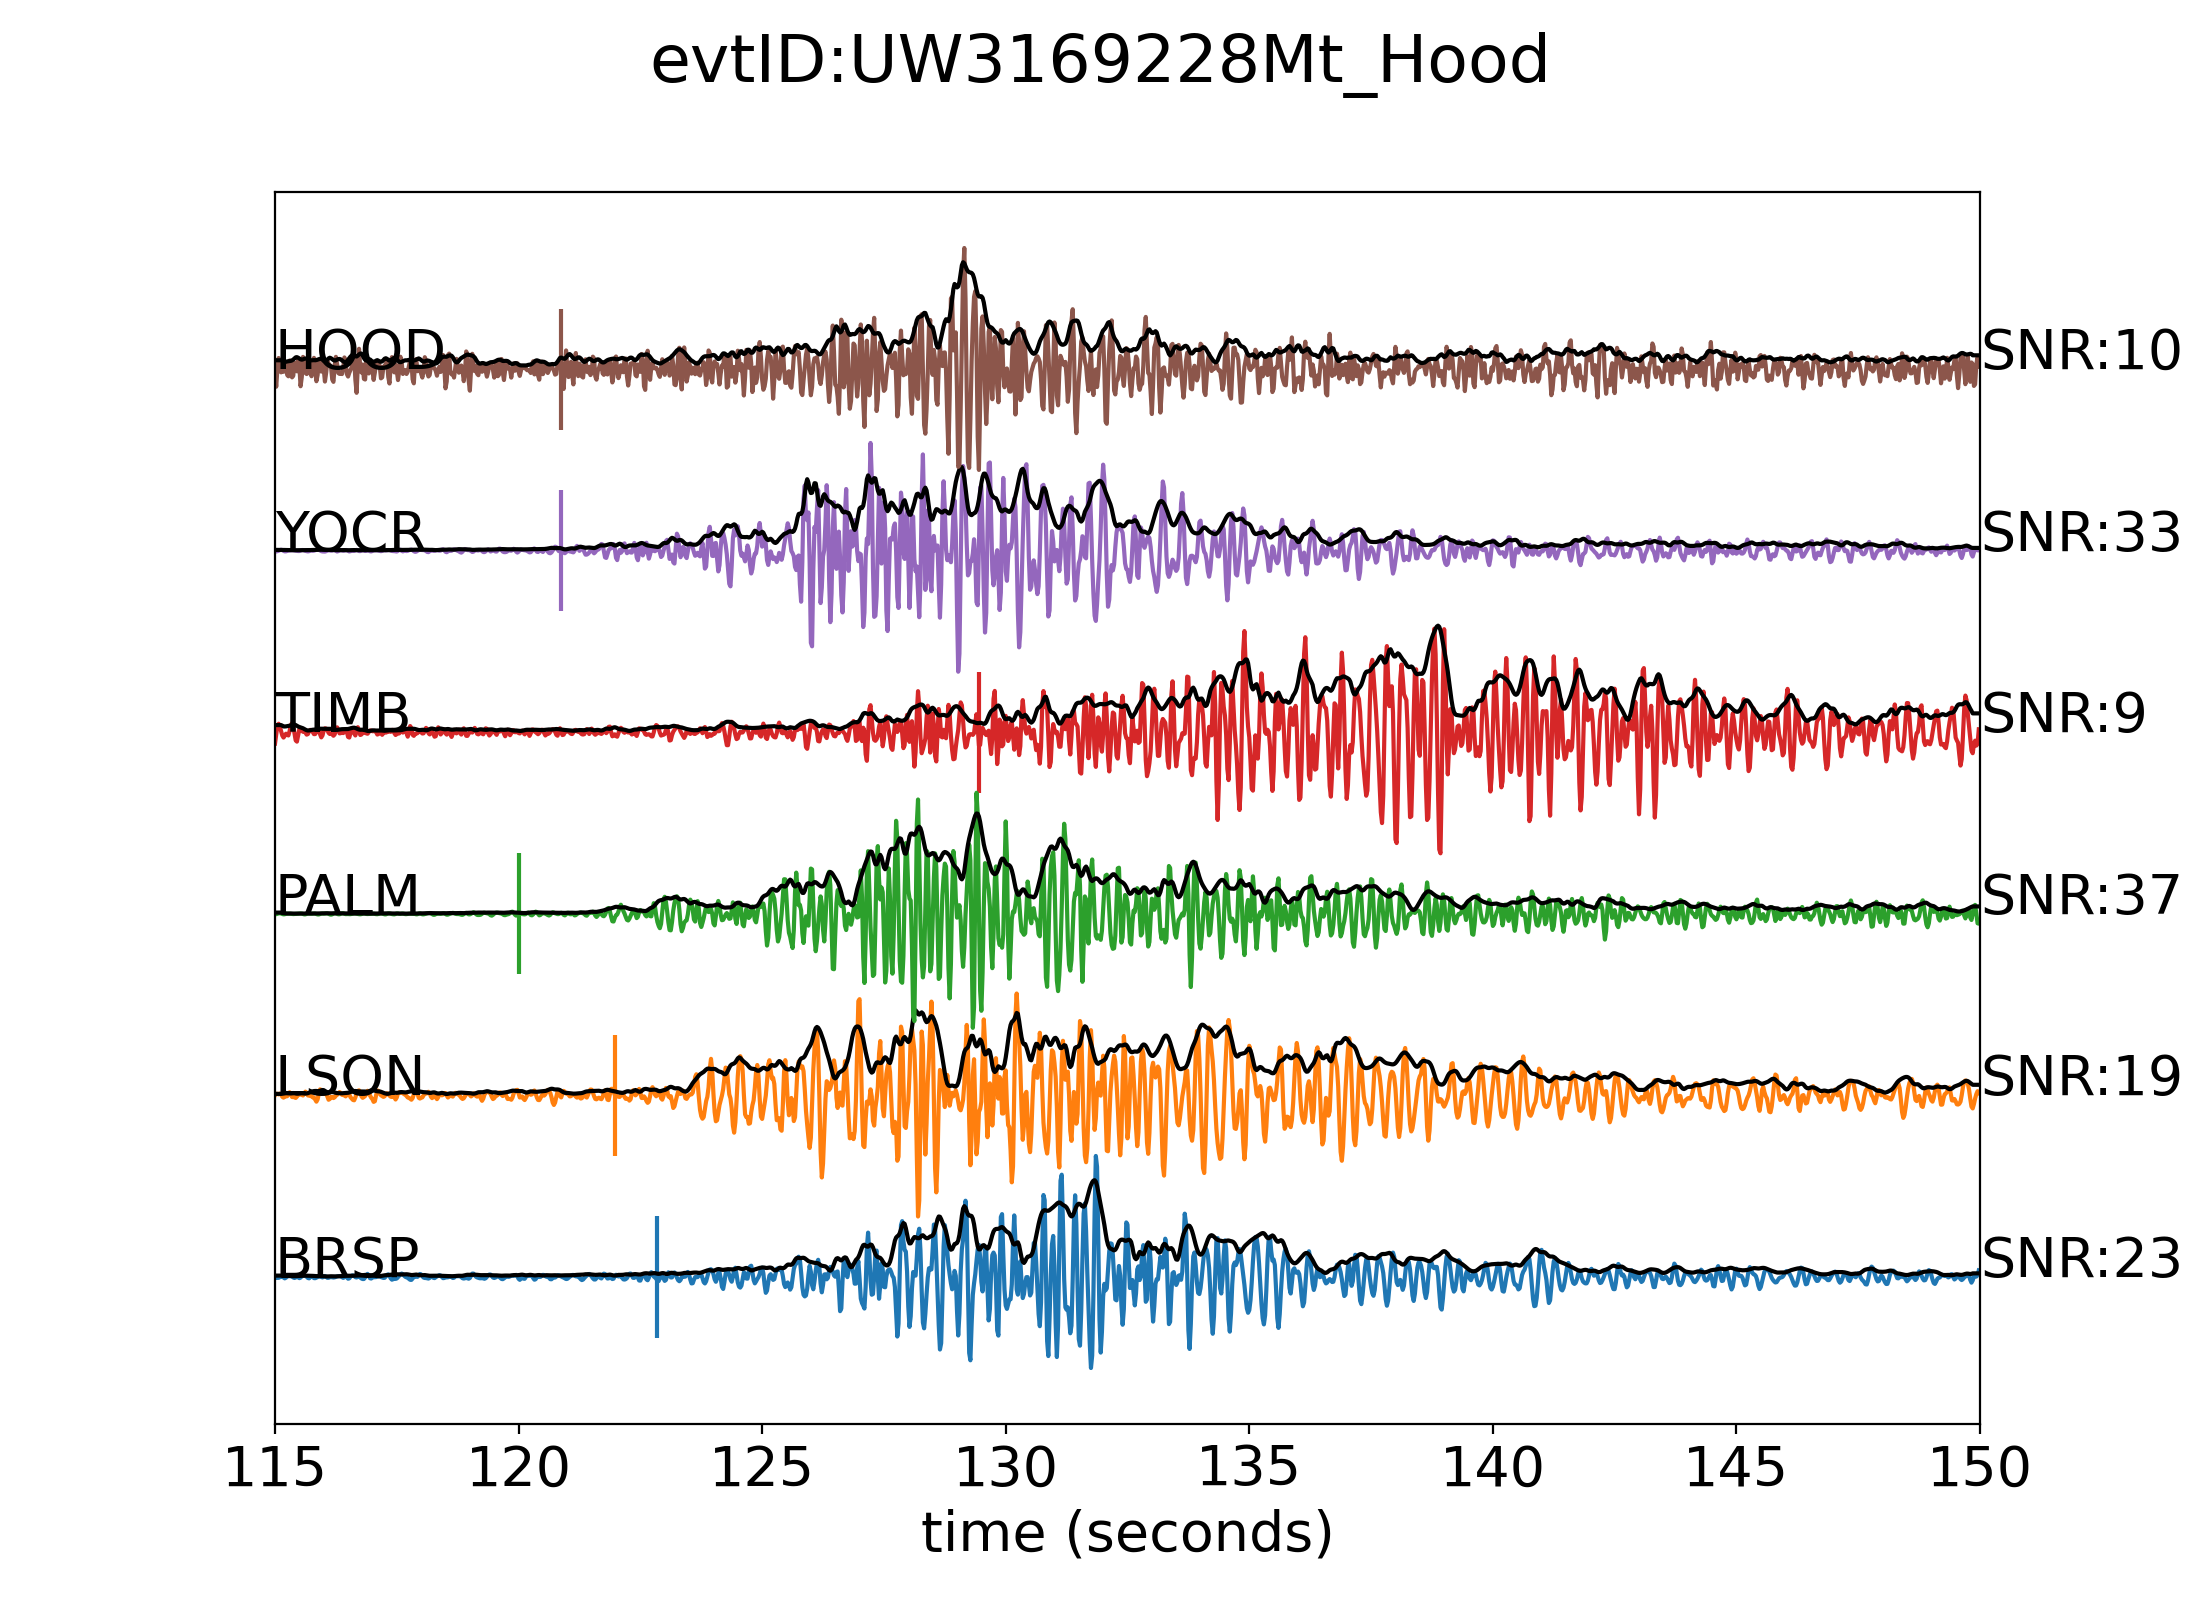 evtID:UW3169228Mt_Hood
HOOD SNR:10
YOCR SNR:33
TIMB SNR:9
PALM SNR:37
LSON SNR:19
BRSP SNR:23
115 120 125 130 135 140 145 150
time (seconds)